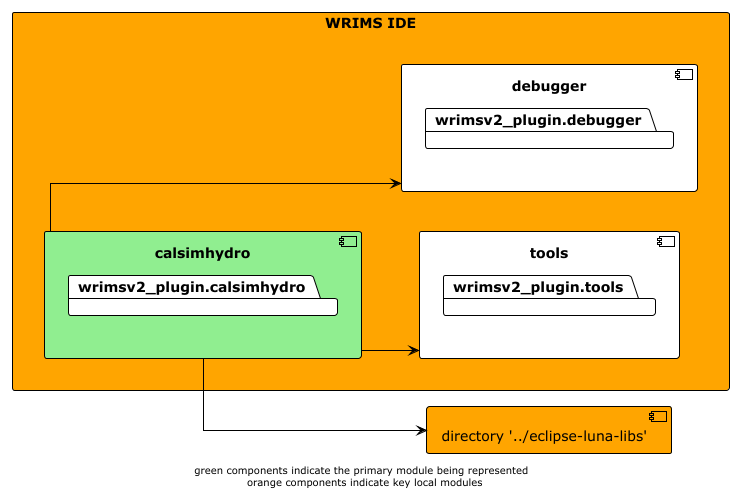 WRIMS IDE
debugger
wrimsv2_plugin.debugger
calsimhydro
wrimsv2_plugin.calsimhydro
tools
wrimsv2_plugin.tools
directory '../eclipse-luna-libs'
green components indicate the primary module being represented
orange components indicate key local modules